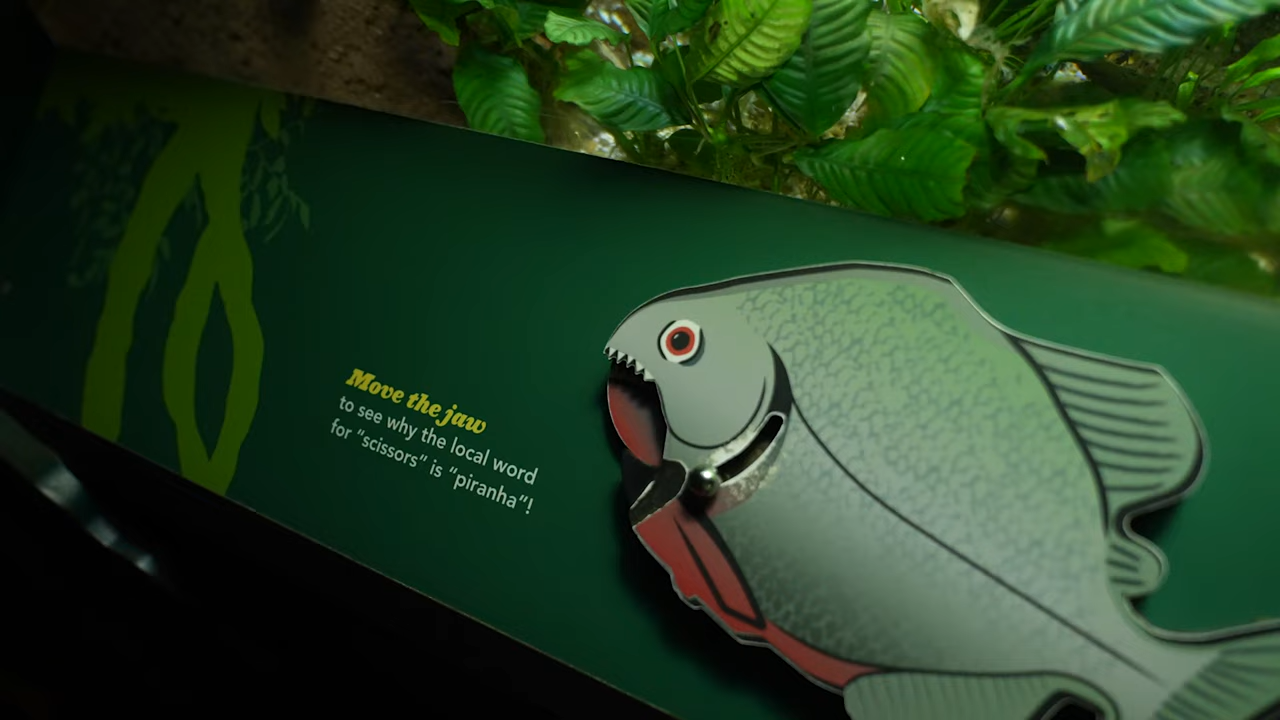 Move the jaw
to see why the local word
for “scissors” is “piranha”!